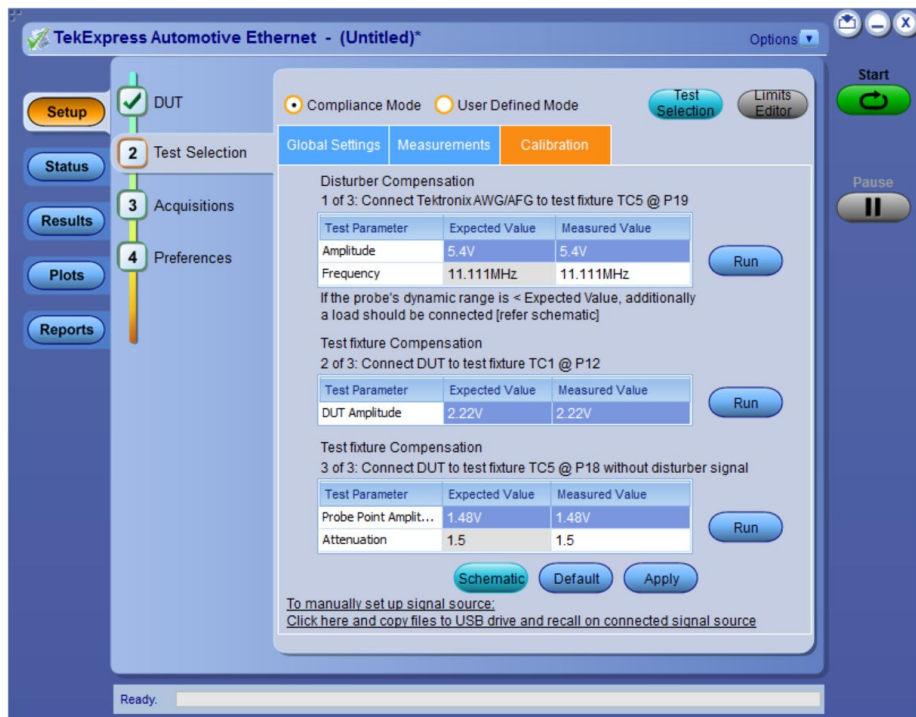 TekExpress Automotive Ethernet - (Untitled)*
Options
Start
Pause
Setup
Status
Results
Plots
Reports
DUT
2 Test Selection
3 Acquisitions
4 Preferences
Compliance Mode User Defined Mode
Test Selection
Limits Editor
Global Settings Measurements Calibration
Disturber Compensation
1 of 3: Connect Tektronix AWG/AFG to test fixture TC5 @ P19
Test Parameter Expected Value Measured Value
Amplitude 5.4V 5.4V
Frequency 11.111MHz 11.111MHz
Run
If the probe's dynamic range is < Expected Value, additionally
a load should be connected [refer schematic]
Test fixture Compensation
2 of 3: Connect DUT to test fixture TC1 @ P12
Test Parameter Expected Value Measured Value
DUT Amplitude 2.22V 2.22V
Run
Test fixture Compensation
3 of 3: Connect DUT to test fixture TC5 @ P18 without disturber signal
Test Parameter Expected Value Measured Value
Probe Point Amplit... 1.48V 1.48V
Attenuation 1.5 1.5
Run
Schematic Default Apply
To manually set up signal source:
Click here and copy files to USB drive and recall on connected signal source
Ready.